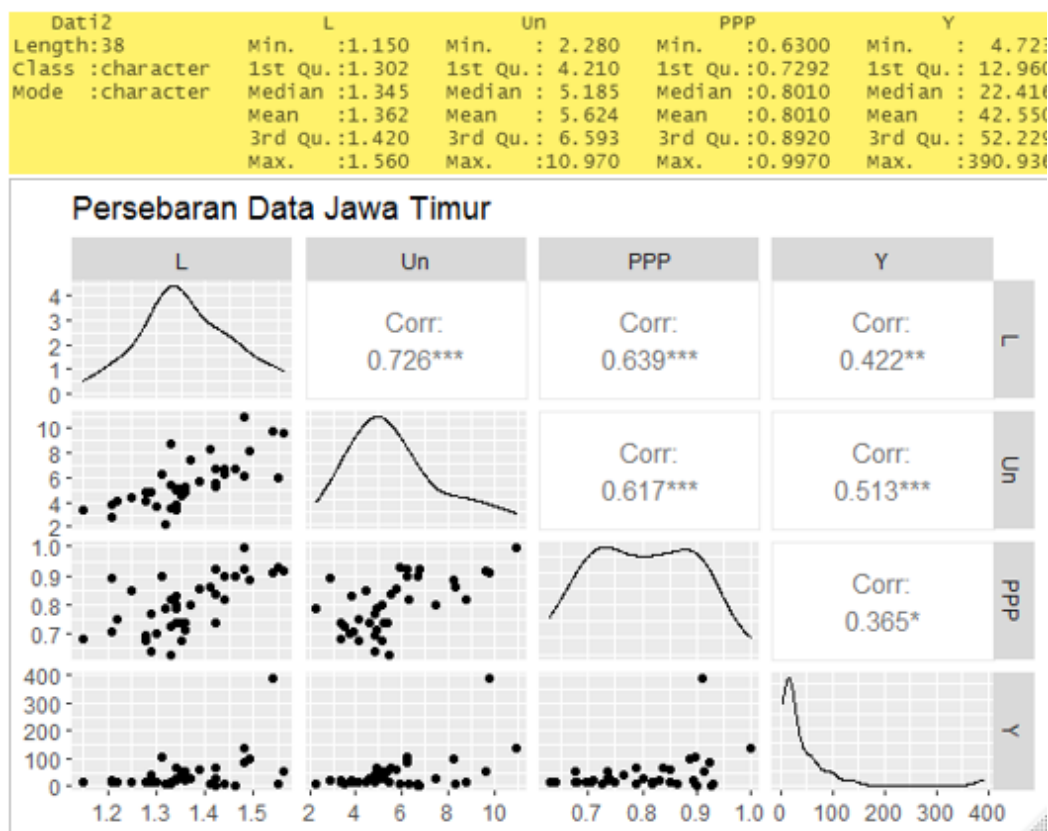 Dati2 L Un PPP Y
Length:38 Min. :1.150 Min. : 2.280 Min. :0.6300 Min. : 4.723
Class :character 1st Qu.:1.302 1st Qu.: 4.210 1st Qu.:0.7292 1st Qu.: 12.960
Mode :character Median :1.345 Median : 5.185 Median :0.8010 Median : 22.416
Mean :1.362 Mean : 5.624 Mean :0.8010 Mean : 42.550
3rd Qu.:1.420 3rd Qu.: 6.593 3rd Qu.:0.8920 3rd Qu.: 52.229
Max. :1.560 Max. :10.970 Max. :0.9970 Max. :390.936
Persebaran Data Jawa Timur
L Un PPP Y
4
3
2
1
0
Corr:
0.726***
Corr:
0.639***
Corr:
0.422**
L
10
8
6
4
2
Corr:
0.617***
Corr:
0.513***
Un
1.0
0.9
0.8
0.7
Corr:
0.365*
PPP
400
300
200
100
0
Y
1.2 1.3 1.4 1.5 2 4 6 8 10 0.7 0.8 0.9 1.0 0 100 200 300 400